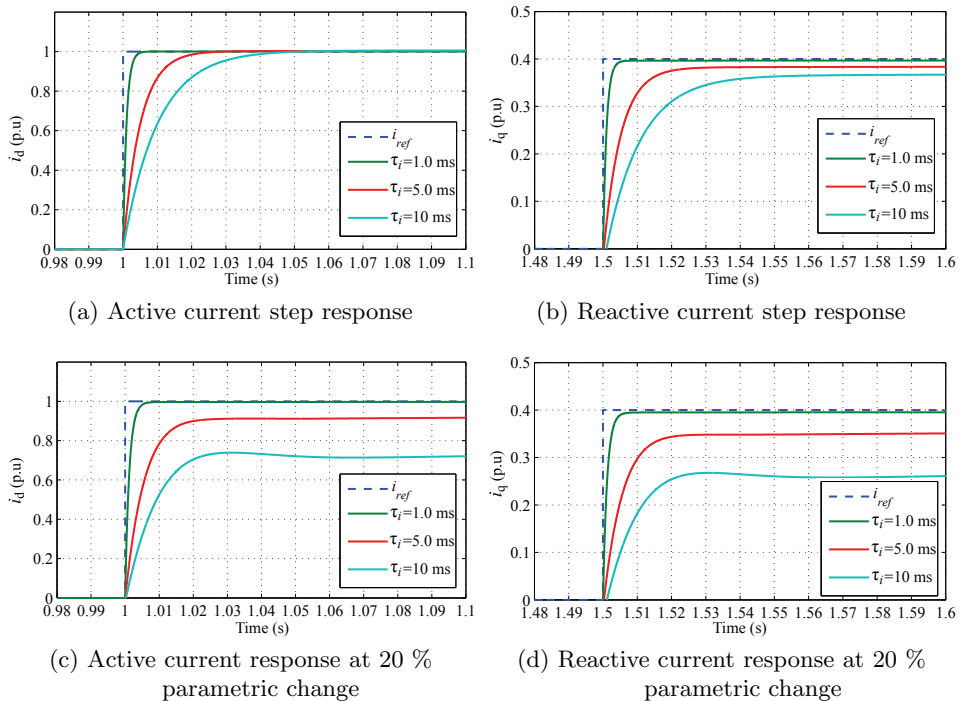 1
0.8
0.6
0.4
0.2
0
i_d (p.u)
i_ref
τ_i=1.0 ms
τ_i=5.0 ms
τ_i=10 ms
0.98 0.99 1 1.01 1.02 1.03 1.04 1.05 1.06 1.07 1.08 1.09 1.1
Time (s)
(a) Active current step response
0.5
0.4
0.3
0.2
0.1
0
i_q (p.u)
i_ref
τ_i=1.0 ms
τ_i=5.0 ms
τ_i=10 ms
1.48 1.49 1.5 1.51 1.52 1.53 1.54 1.55 1.56 1.57 1.58 1.59 1.6
Time (s)
(b) Reactive current step response
1
0.8
0.6
0.4
0.2
0
i_d (p.u)
i_ref
τ_i=1.0 ms
τ_i=5.0 ms
τ_i=10 ms
0.98 0.99 1 1.01 1.02 1.03 1.04 1.05 1.06 1.07 1.08 1.09 1.1
Time (s)
(c) Active current response at 20 %
parametric change
0.5
0.4
0.3
0.2
0.1
0
i_q (p.u)
i_ref
τ_i=1.0 ms
τ_i=5.0 ms
τ_i=10 ms
1.48 1.49 1.5 1.51 1.52 1.53 1.54 1.55 1.56 1.57 1.58 1.59 1.6
Time (s)
(d) Reactive current response at 20 %
parametric change